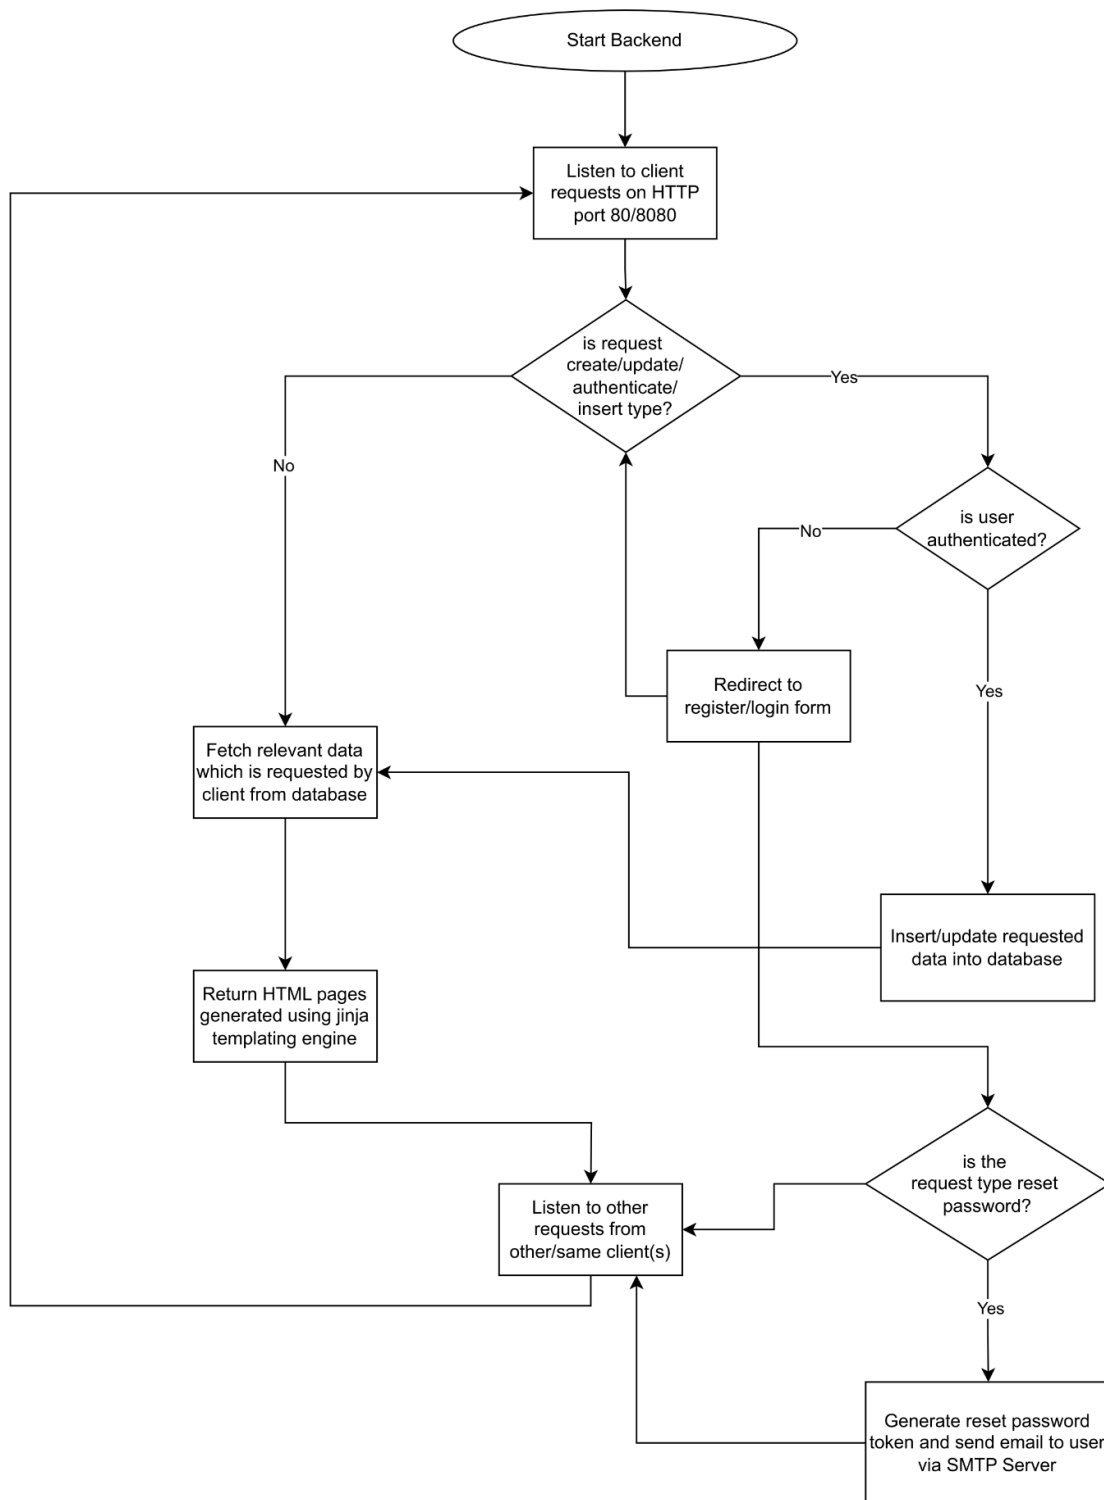 Start Backend
Listen to client
requests on HTTP
port 80/8080
is request
create/update/
authenticate/
insert type?
Yes
No
is user
authenticated?
No
Yes
Redirect to
register/login form
Fetch relevant data
which is requested by
client from database
Insert/update requested
data into database
Return HTML pages
generated using jinja
templating engine
is the
request type reset
password?
Listen to other
requests from
other/same client(s)
Yes
Generate reset password
token and send email to user
via SMTP Server